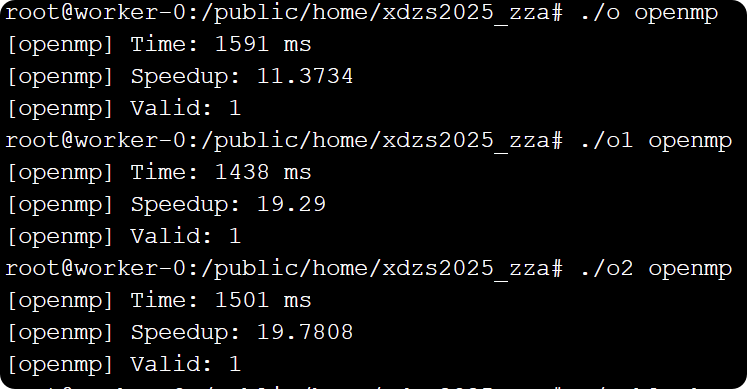 root@worker-0:/public/home/xdzs2025_zza# ./o openmp
[openmp] Time: 1591 ms
[openmp] Speedup: 11.3734
[openmp] Valid: 1
root@worker-0:/public/home/xdzs2025_zza# ./o1 openmp
[openmp] Time: 1438 ms
[openmp] Speedup: 19.29
[openmp] Valid: 1
root@worker-0:/public/home/xdzs2025_zza# ./o2 openmp
[openmp] Time: 1501 ms
[openmp] Speedup: 19.7808
[openmp] Valid: 1